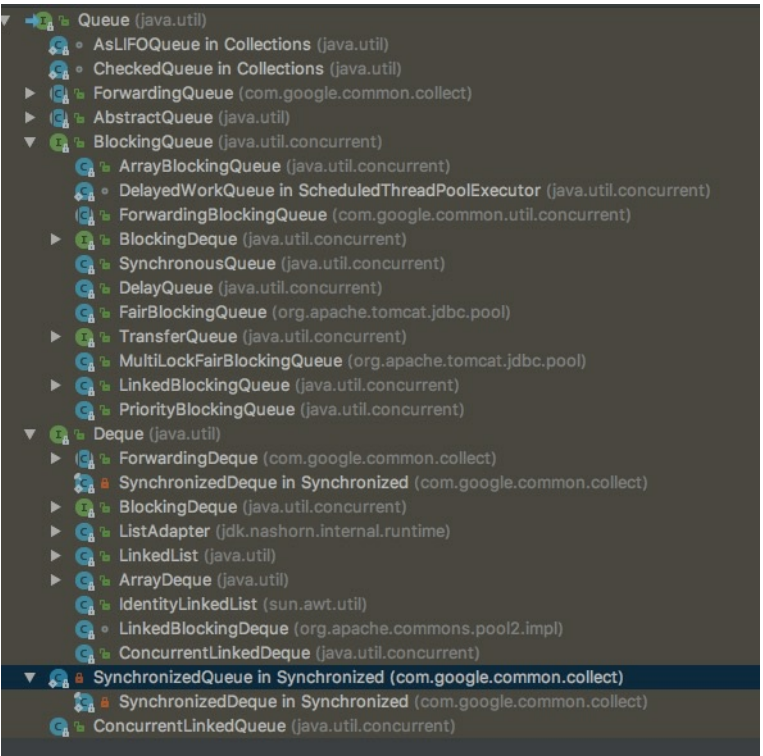 Queue (java.util)
AsLIFOQueue in Collections (java.util)
CheckedQueue in Collections (java.util)
ForwardingQueue (com.google.common.collect)
AbstractQueue (java.util)
BlockingQueue (java.util.concurrent)
ArrayBlockingQueue (java.util.concurrent)
DelayedWorkQueue in ScheduledThreadPoolExecutor (java.util.concurrent)
ForwardingBlockingQueue (com.google.common.util.concurrent)
BlockingDeque (java.util.concurrent)
SynchronousQueue (java.util.concurrent)
DelayQueue (java.util.concurrent)
FairBlockingQueue (org.apache.tomcat.jdbc.pool)
TransferQueue (java.util.concurrent)
MultiLockFairBlockingQueue (org.apache.tomcat.jdbc.pool)
LinkedBlockingQueue (java.util.concurrent)
PriorityBlockingQueue (java.util.concurrent)
Deque (java.util)
ForwardingDeque (com.google.common.collect)
SynchronizedDeque in Synchronized (com.google.common.collect)
BlockingDeque (java.util.concurrent)
ListAdapter (jdk.nashorn.internal.runtime)
LinkedList (java.util)
ArrayDeque (java.util)
IdentityLinkedList (sun.awt.util)
LinkedBlockingDeque (org.apache.commons.pool2.impl)
ConcurrentLinkedDeque (java.util.concurrent)
SynchronizedQueue in Synchronized (com.google.common.collect)
SynchronizedDeque in Synchronized (com.google.common.collect)
ConcurrentLinkedQueue (java.util.concurrent)